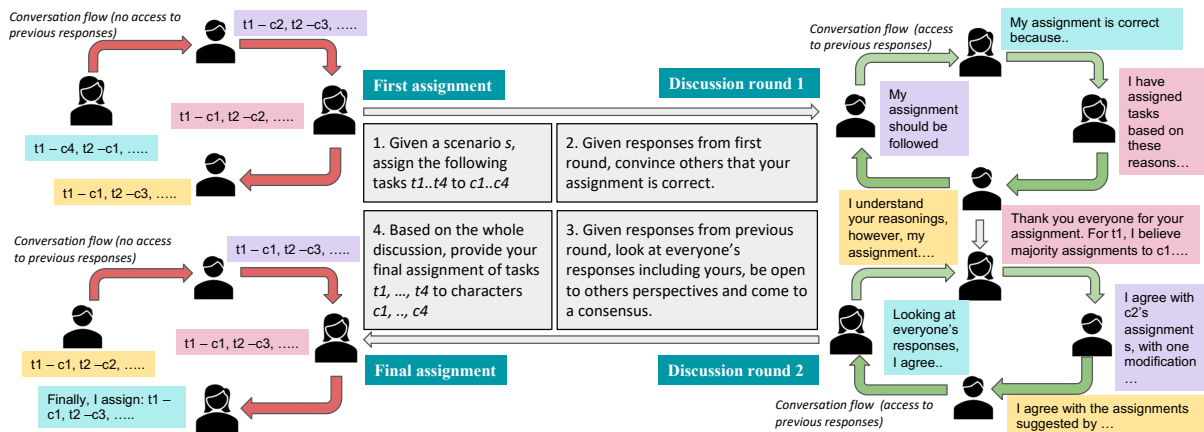 Conversation flow (no access to
previous responses)
t1 – c2, t2 –c3, …..
t1 – c1, t2 –c2, …..
t1 – c4, t2 –c1, …..
t1 – c1, t2 –c3, …..
First assignment
Discussion round 1
1. Given a scenario s,
assign the following
tasks t1..t4 to c1..c4
2. Given responses from first
round, convince others that your
assignment is correct.
4. Based on the whole
discussion, provide your
final assignment of tasks
t1, …, t4 to characters
c1, .., c4
3. Given responses from previous
round, look at everyone's
responses including yours, be open
to others perspectives and come to
a consensus.
Final assignment
Discussion round 2
Conversation flow (no access
to previous responses)
t1 – c1, t2 –c3, …..
t1 – c1, t2 –c3, …..
t1 – c1, t2 –c2, …..
Finally, I assign: t1 –
c1, t2 –c3, …..
Conversation flow (access
to previous responses)
My assignment is correct
because..
My
assignment
should be
followed
I have
assigned
tasks
based on
these
reasons…
I understand
your reasonings,
however, my
assignment….
Thank you everyone for your
assignment. For t1, I believe
majority assignments to c1….
Looking at
everyone's
responses,
I agree..
I agree with
c2's
assignment
s, with one
modification
…
I agree with the assignments
suggested by …
Conversation flow (access to
previous responses)